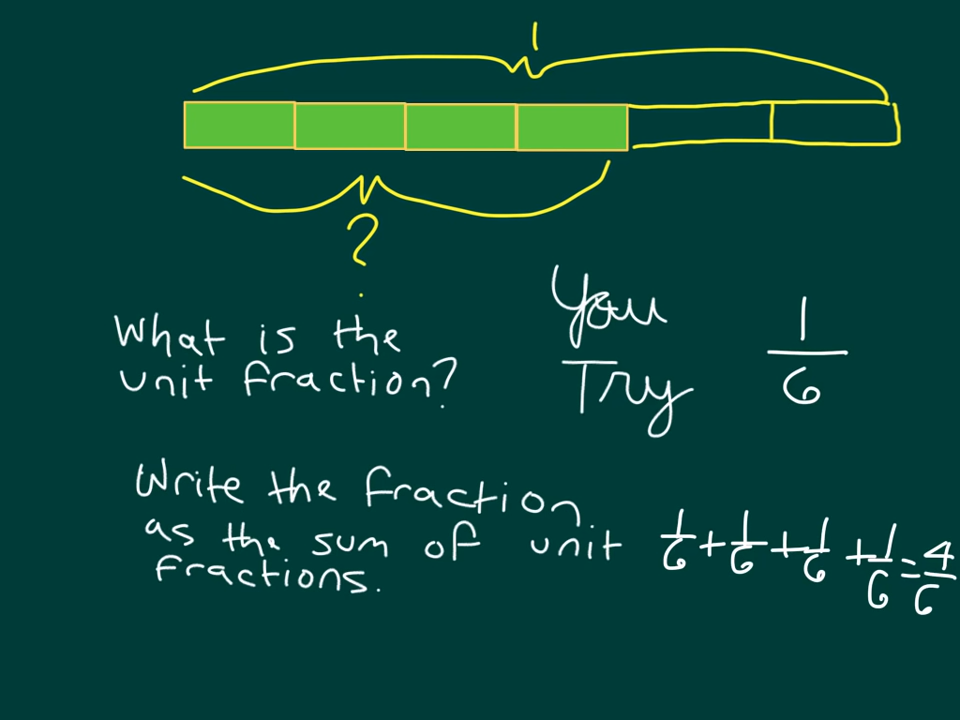 1
?
What is the
unit fraction?
You
Try
1/6
Write the fraction
as the sum of unit
fractions.
1/6 + 1/6 + 1/6 + 1/6 = 4/6